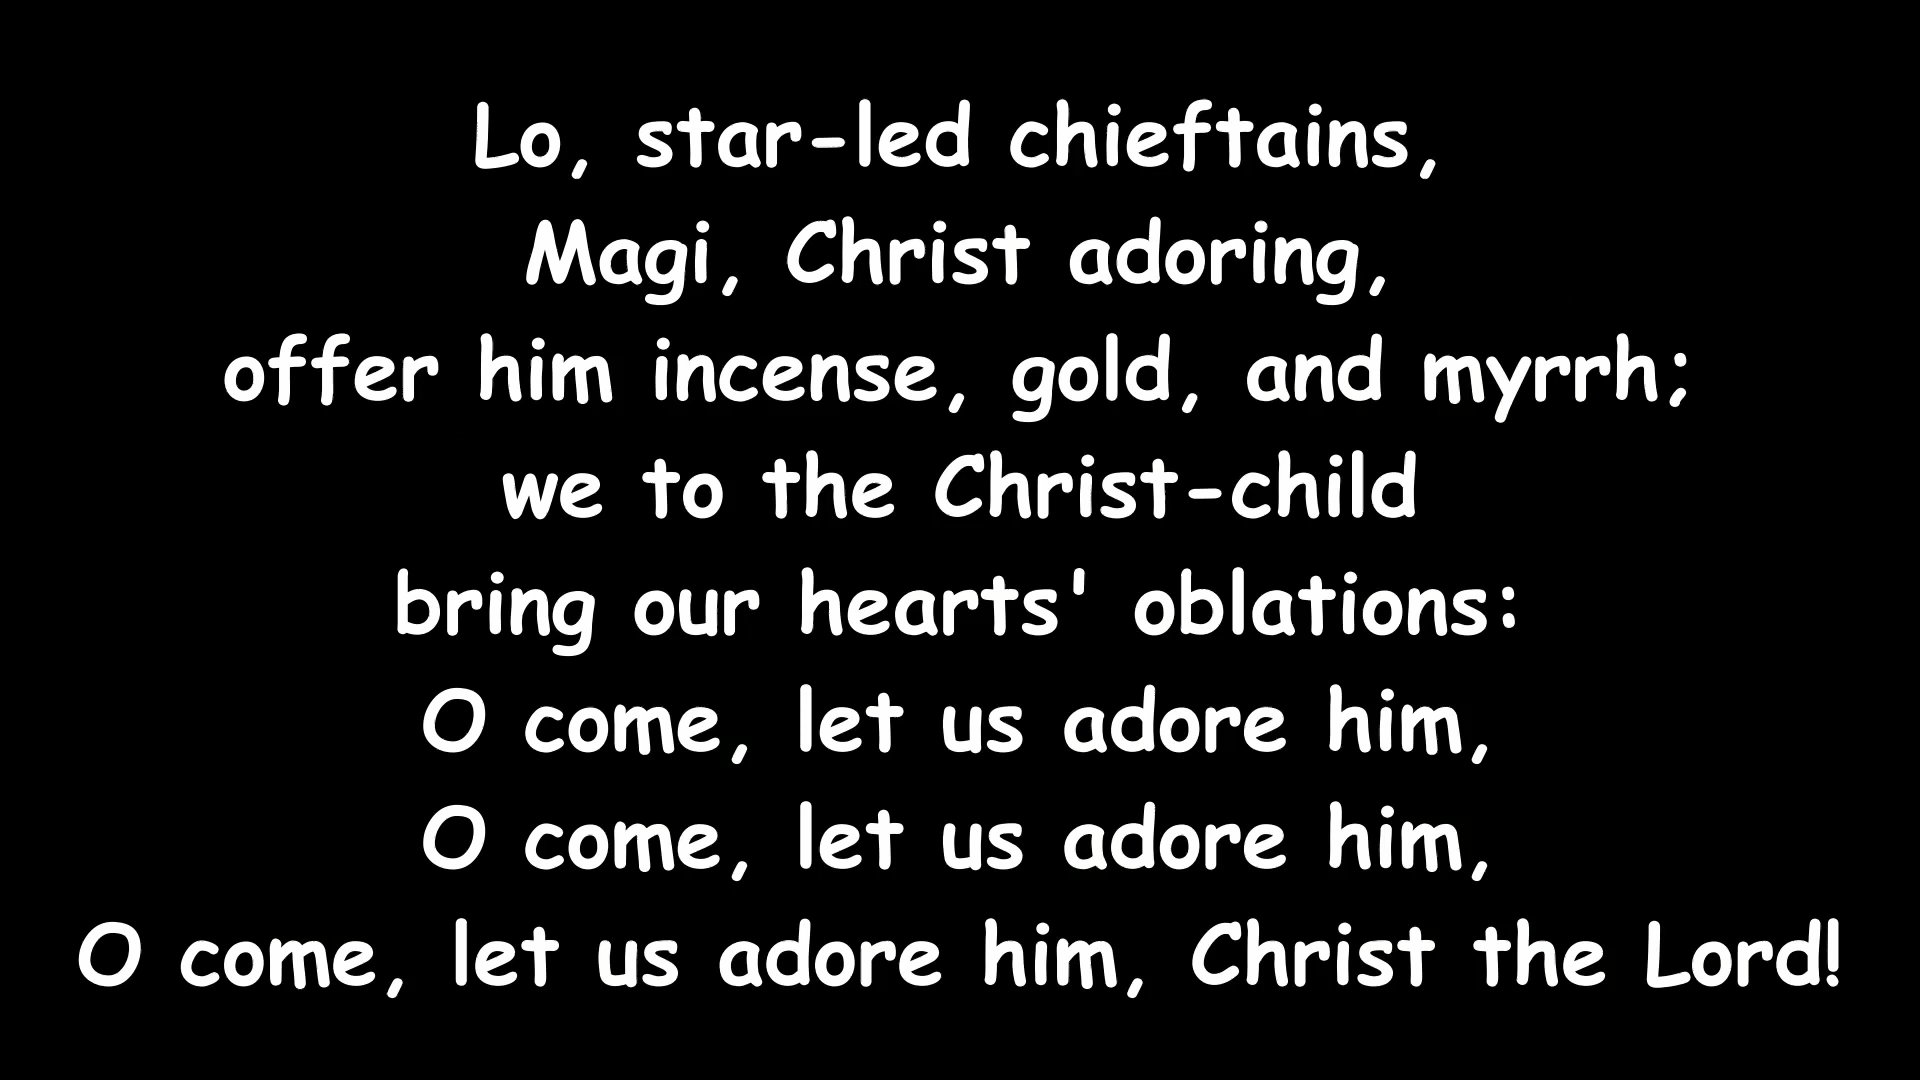 Lo, star-led chieftains,
Magi, Christ adoring,
offer him incense, gold, and myrrh;
we to the Christ-child
bring our hearts' oblations:
O come, let us adore him,
O come, let us adore him,
O come, let us adore him, Christ the Lord!